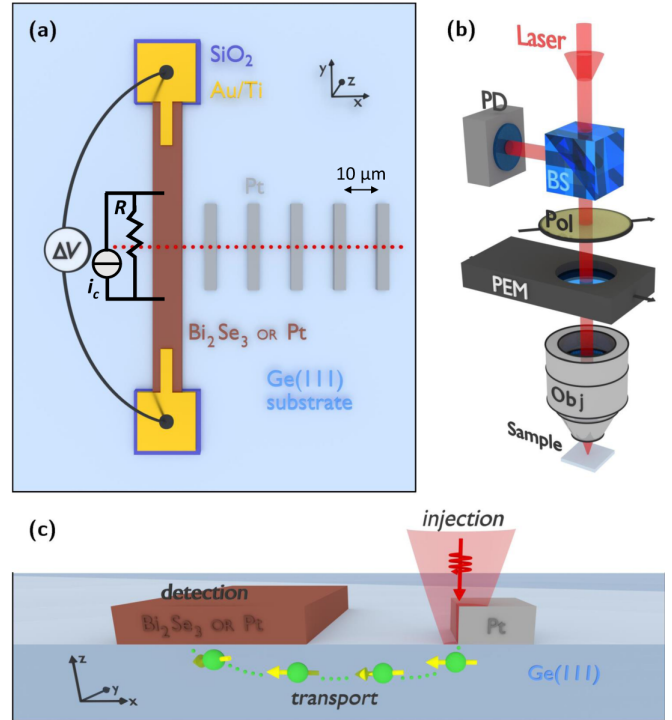 (a)
SiO₂
Au/Ti
y
z
x
10 µm
Pt
R
ΔV
i_c
Bi₂Se₃ OR Pt
Ge(111)
substrate
(b)
Laser
PD
BS
Pol
PEM
Obj
Sample
(c)
injection
detection
Bi₂Se₃ OR Pt
Pt
z
y
x
transport
Ge(111)